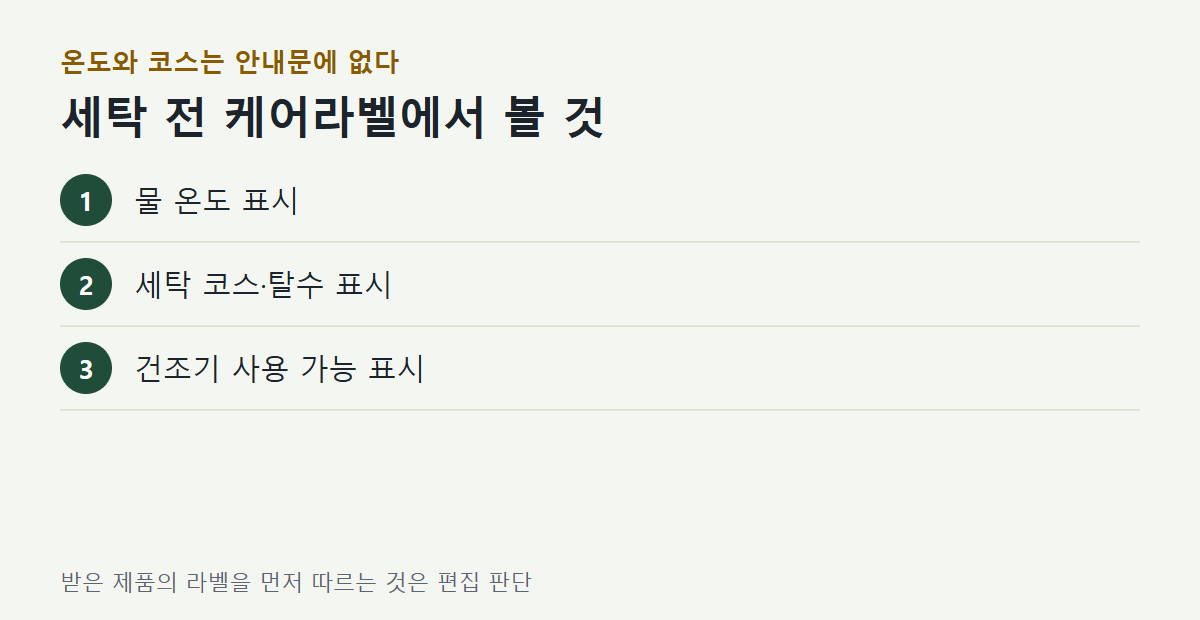 온도와 코스는 안내문에 없다
세탁 전 케어라벨에서 볼 것
1 물 온도 표시
2 세탁 코스·탈수 표시
3 건조기 사용 가능 표시
받은 제품의 라벨을 먼저 따르는 것은 편집 판단